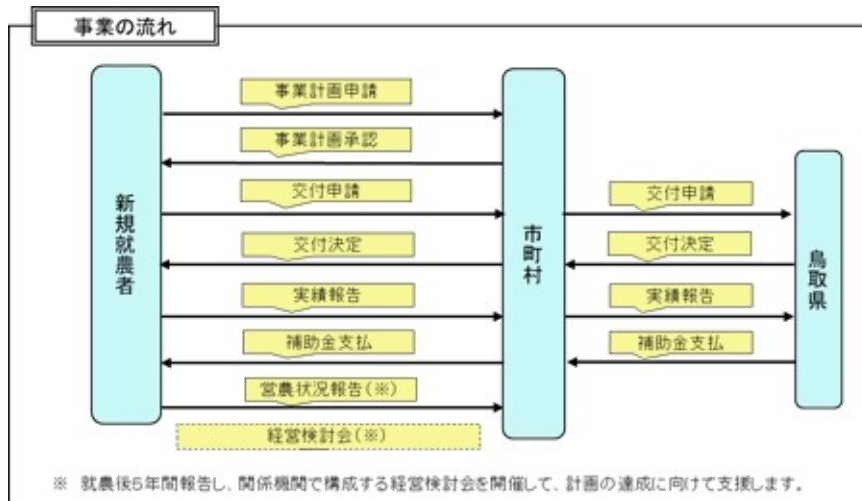 事業の流れ
新規就農者
市町村
鳥取県
事業計画申請
事業計画承認
交付申請
交付申請
交付決定
交付決定
実績報告
実績報告
補助金支払
補助金支払
営農状況報告(※)
経営検討会(※)
※ 就農後5年間報告し、関係機関で構成する経営検討会を開催して、計画の達成に向けて支援します。